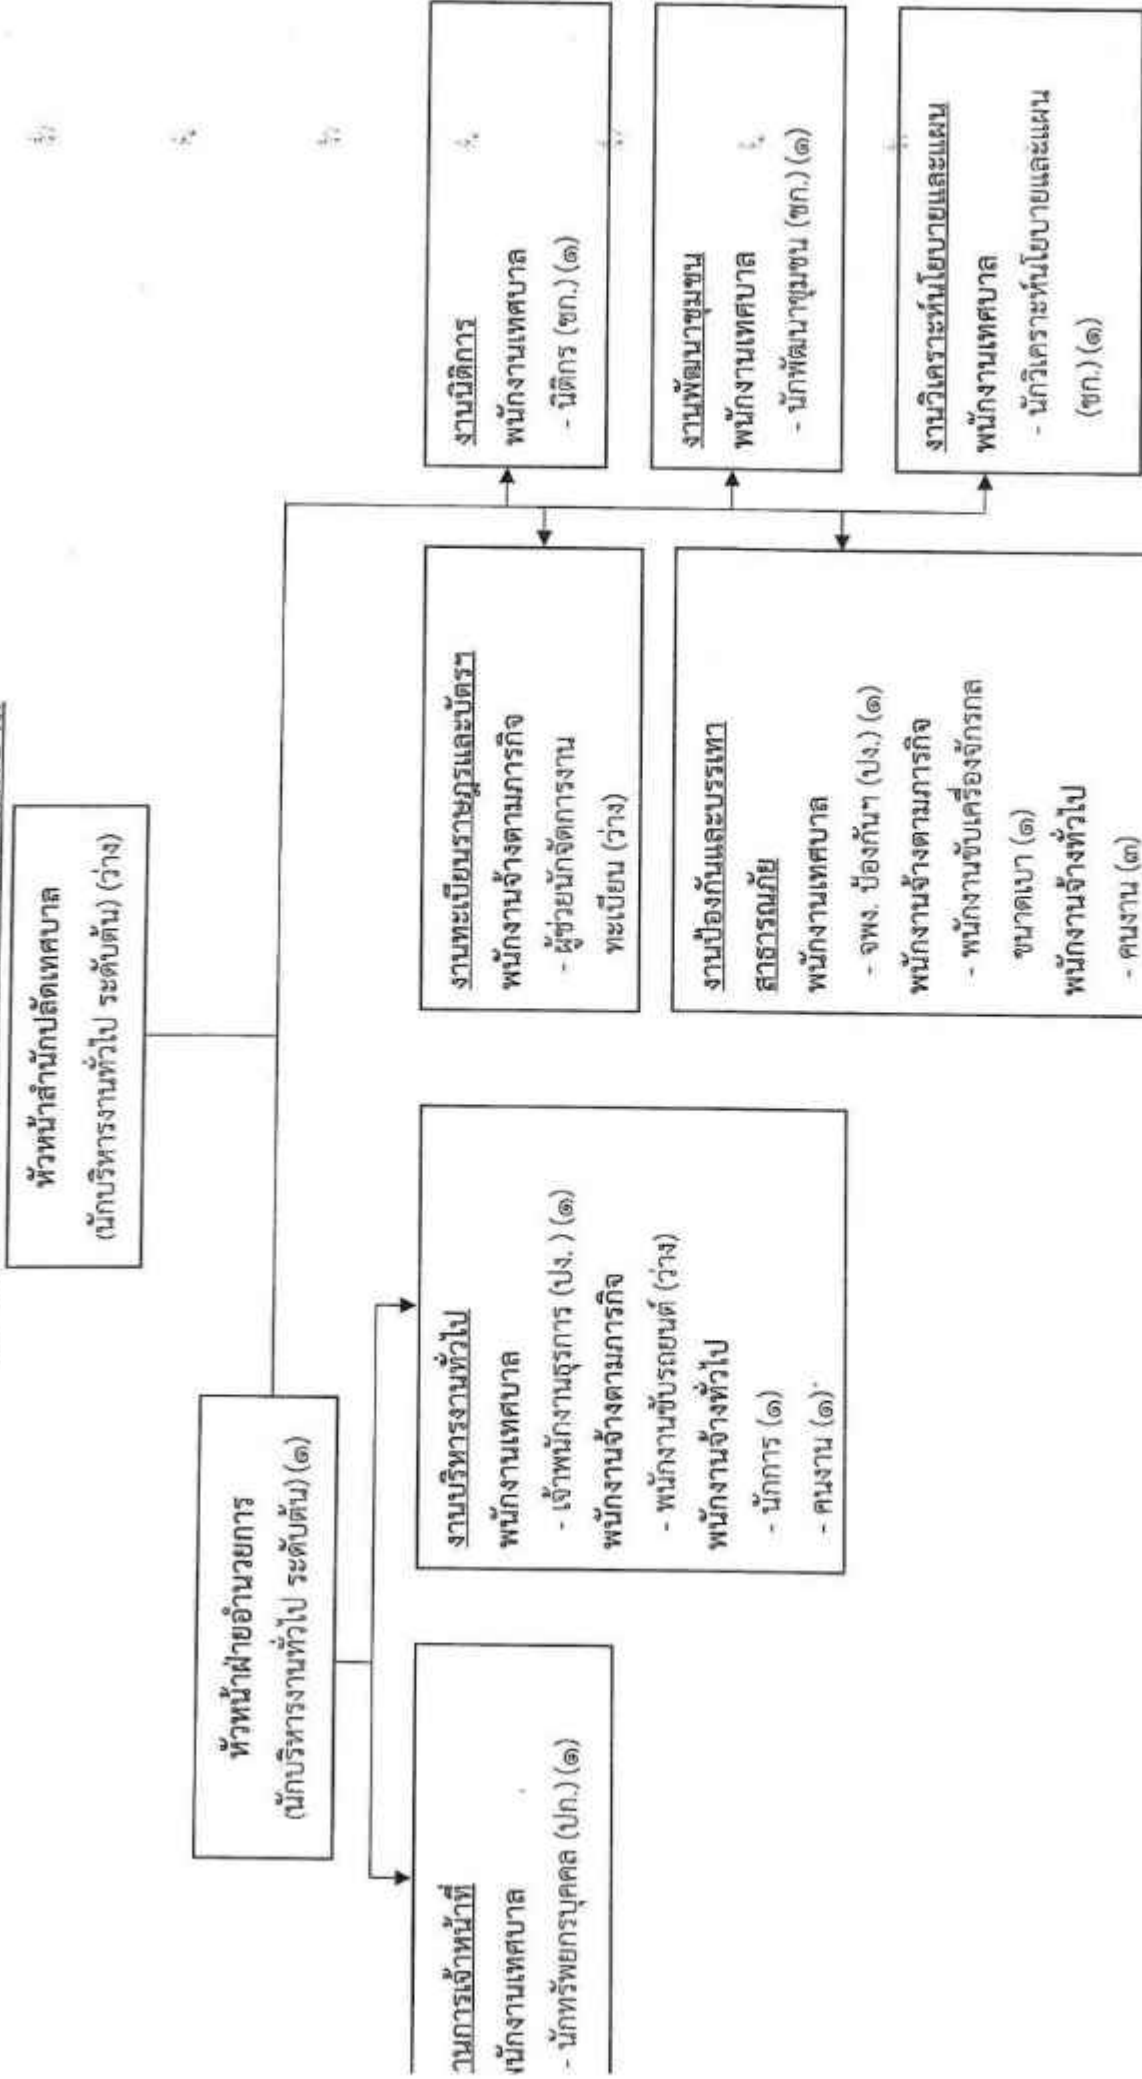 หัวหน้าสำนักปลัดเทศบาล
(นักบริหารงานทั่วไป ระดับต้น) (ว่าง)
หัวหน้าฝ่ายอำนวยการ
(นักบริหารงานทั่วไป ระดับต้น) (๑)
านการเจ้าหน้าที่
นักงานเทศบาล
- นักทรัพยกรบุคคล (ปก.) (๑)
งานบริหารงานทั่วไป
พนักงานเทศบาล
- เจ้าพนักงานธุรการ (ปง. ) (๑)
พนักงานจ้างตามภารกิจ
- พนักงานขับรถยนต์ (ว่าง)
พนักงานจ้างทั่วไป
- นักการ (๑)
- คนงาน (๑)
งานทะเบียนราษฎรและบัตรฯ
พนักงานจ้างตามภารกิจ
- ผู้ช่วยนักจัดการงาน
ทะเบียน (ว่าง)
งานป้องกันและบรรเทา
สาธารณภัย
พนักงานเทศบาล
- จพง. ป้องกันฯ (ปง.) (๑)
พนักงานจ้างตามภารกิจ
- พนักงานขับเครื่องจักรกล
ขนาดเบา (๑)
พนักงานจ้างทั่วไป
- คนงาน (๓)
งานนิติการ
พนักงานเทศบาล
- นิติกร (ชก.) (๑)
งานพัฒนาชุมชน
พนักงานเทศบาล
- นักพัฒนาชุมชน (ชก.) (๑)
งานวิเคราะห์นโยบายและแผน
พนักงานเทศบาล
- นักวิเคราะห์นโยบายและแผน
(ชก.) (๑)